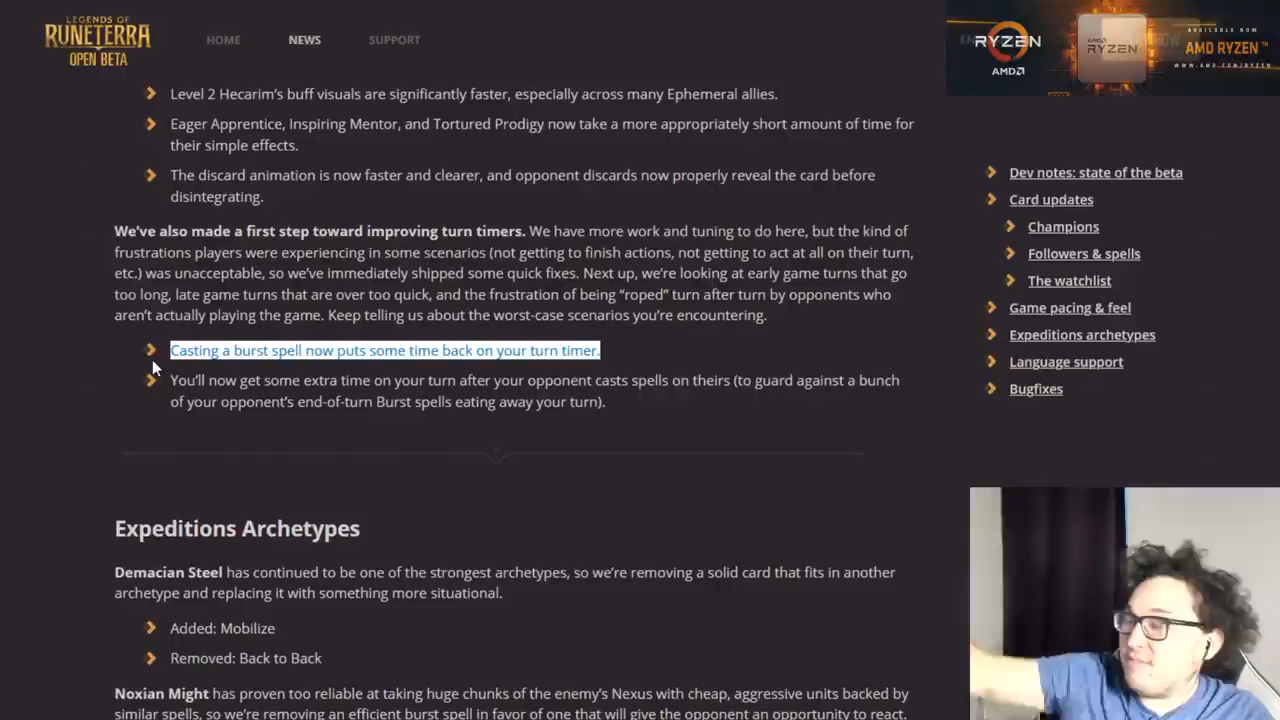 LEGENDS OF
RUNETERRA
OPEN BETA
HOME NEWS SUPPORT
RYZEN
AMD
AMD
RYZEN
AVAILABLE NOW
AMD RYZEN™
WWW.AMD.COM/RYZEN
Level 2 Hecarim's buff visuals are significantly faster, especially across many Ephemeral allies.
Eager Apprentice, Inspiring Mentor, and Tortured Prodigy now take a more appropriately short amount of time for
their simple effects.
The discard animation is now faster and clearer, and opponent discards now properly reveal the card before
disintegrating.
We've also made a first step toward improving turn timers. We have more work and tuning to do here, but the kind of
frustrations players were experiencing in some scenarios (not getting to finish actions, not getting to act at all on their turn,
etc.) was unacceptable, so we've immediately shipped some quick fixes. Next up, we're looking at early game turns that go
too long, late game turns that are over too quick, and the frustration of being "roped" turn after turn by opponents who
aren't actually playing the game. Keep telling us about the worst-case scenarios you're encountering.
Casting a burst spell now puts some time back on your turn timer.
You'll now get some extra time on your turn after your opponent casts spells on theirs (to guard against a bunch
of your opponent's end-of-turn Burst spells eating away your turn).
Expeditions Archetypes
Demacian Steel has continued to be one of the strongest archetypes, so we're removing a solid card that fits in another
archetype and replacing it with something more situational.
Added: Mobilize
Removed: Back to Back
Noxian Might has proven too reliable at taking huge chunks of the enemy's Nexus with cheap, aggressive units backed by
similar spells, so we're removing an efficient burst spell in favor of one that will give the opponent an opportunity to react.
Dev notes: state of the beta
Card updates
Champions
Followers & spells
The watchlist
Game pacing & feel
Expeditions archetypes
Language support
Bugfixes